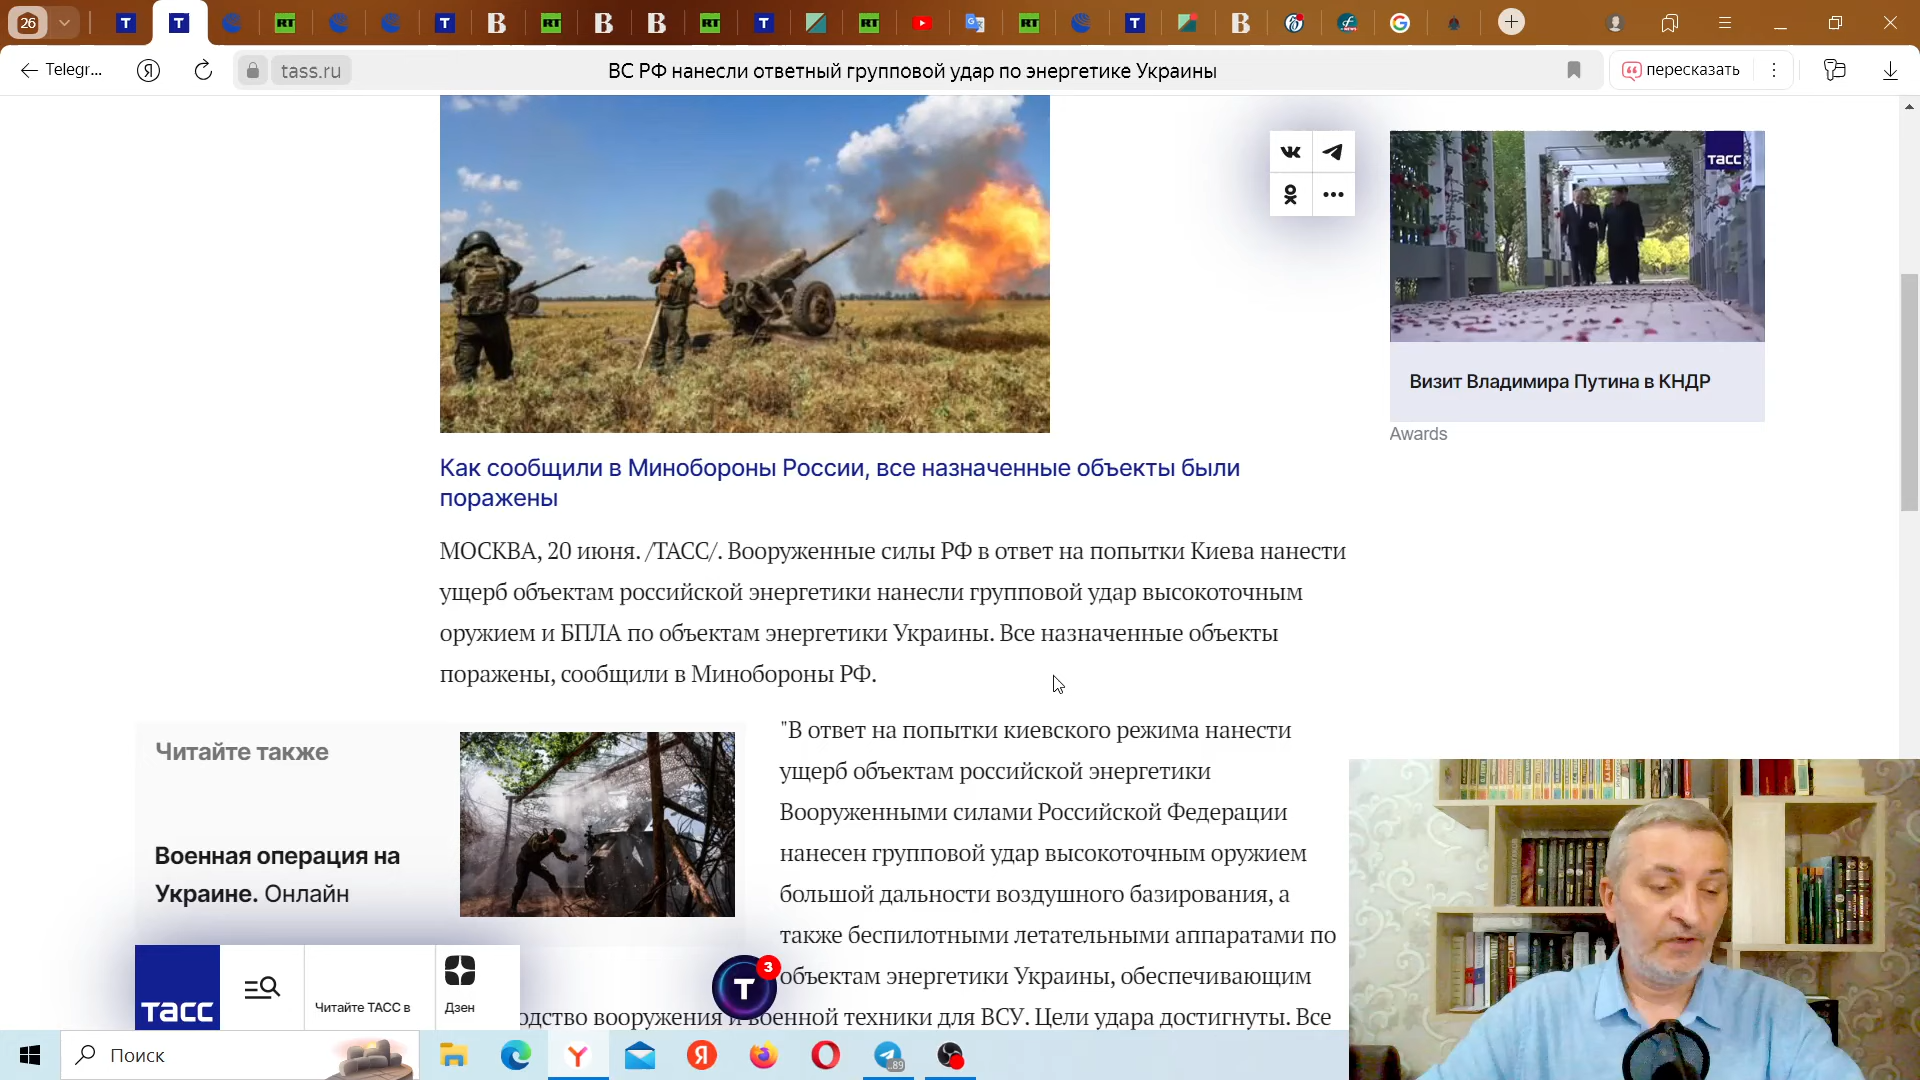 26
Telegr...
tass.ru
ВС РФ нанесли ответный групповой удар по энергетике Украины
пересказать
ТАСС
Визит Владимира Путина в КНДР
Awards
Как сообщили в Минобороны России, все назначенные объекты были
поражены
МОСКВА, 20 июня. /ТАСС/. Вооруженные силы РФ в ответ на попытки Киева нанести
ущерб объектам российской энергетики нанесли групповой удар высокоточным
оружием и БПЛА по объектам энергетики Украины. Все назначенные объекты
поражены, сообщили в Минобороны РФ.
Читайте также
Военная операция на
Украине. Онлайн
"В ответ на попытки киевского режима нанести
ущерб объектам российской энергетики
Вооруженными силами Российской Федерации
нанесен групповой удар высокоточным оружием
большой дальности воздушного базирования, а
также беспилотными летательными аппаратами по
объектам энергетики Украины, обеспечивающим
одство вооружения и военной техники для ВСУ. Цели удара достигнуты. Все
ТАСС
Читайте ТАСС в
Дзен
T
3
Поиск
89